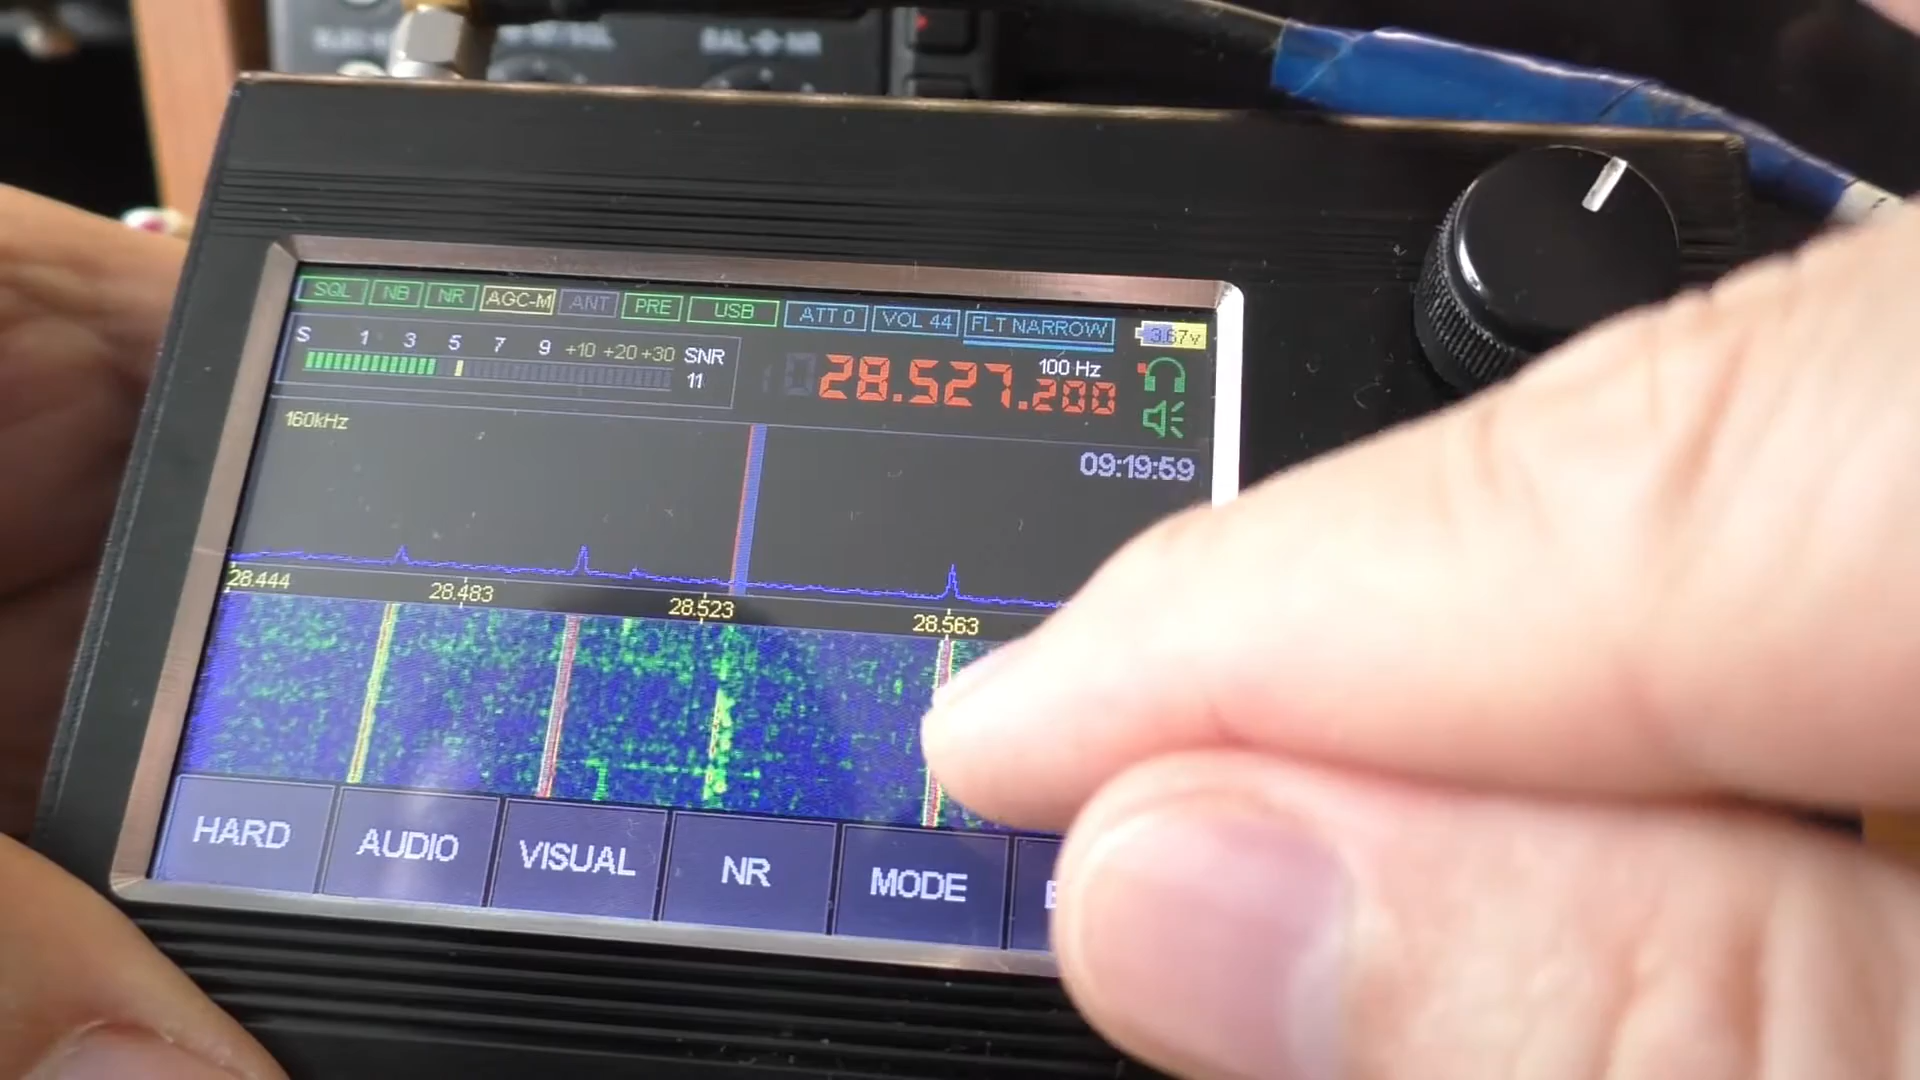 SQL NB NR AGC-M ANT PRE USB ATT 0 VOL 44 FLT NARROW 3.67v
S 1 3 5 7 9 +10 +20 +30 SNR
11
100 Hz
28.527.200
160kHz
09:19:59
28.444 28.483 28.523 28.563
HARD AUDIO VISUAL NR MODE